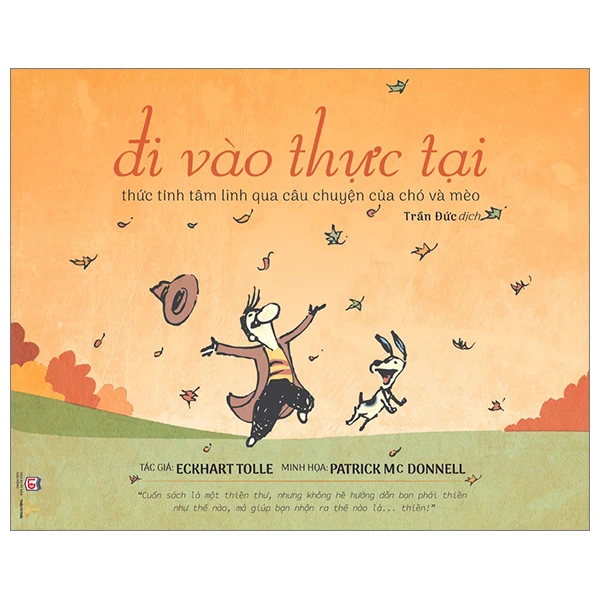 đi vào thực tại
thức tỉnh tâm linh qua câu chuyện của chó và mèo
Trần Đức dịch
TÁC GIẢ: ECKHART TOLLE MINH HỌA: PATRICK Mc DONNELL
“Cuốn sách là một thiền thư, nhưng không hề hướng dẫn bạn phải thiền
như thế nào, mà giúp bạn nhận ra thế nào là... thiền!”